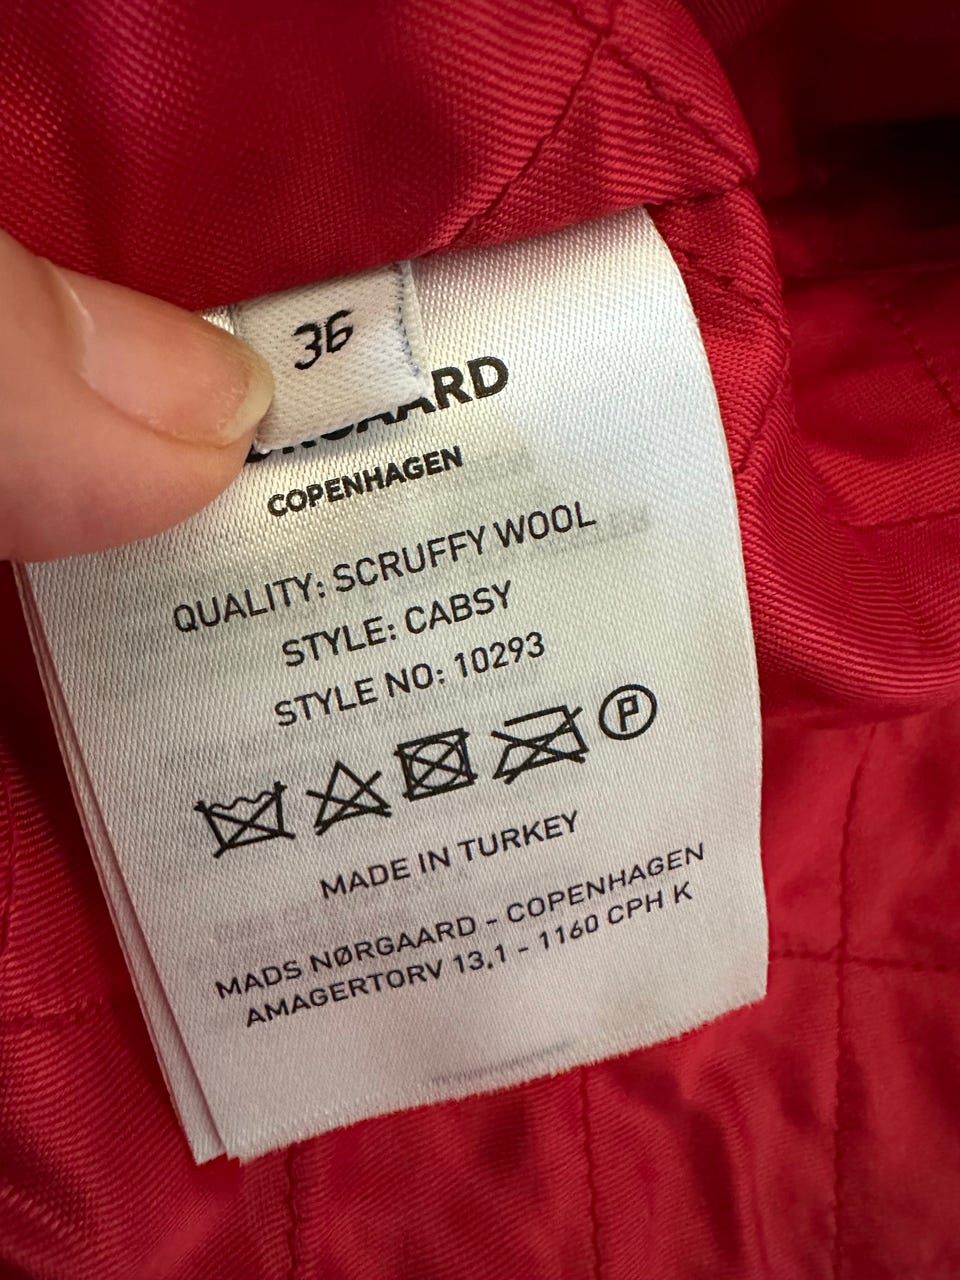 36
COPENHAGEN
QUALITY: SCRUFFY WOOL
STYLE: CABSY
STYLE NO: 10293
P
MADE IN TURKEY
MADS NØRGAARD - COPENHAGEN
AMAGERTORV 13,1 - 1160 CPH K